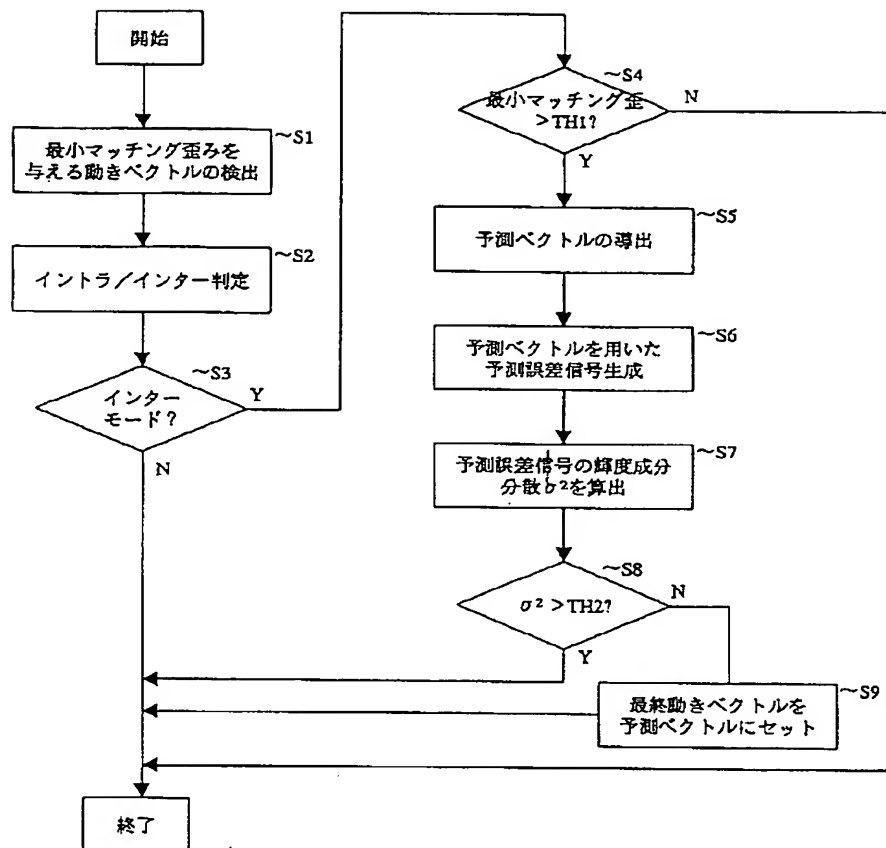 開始
最小マッチング歪みを
与える動きベクトルの検出
~S1
イントラ／インター判定
~S2
インター
モード？
~S3
Y
N
最小マッチング歪
>TH1?
~S4
N
Y
予測ベクトルの導出
~S5
予測ベクトルを用いた
予測誤差信号生成
~S6
予測誤差信号の輝度成分
分散σ²を算出
~S7
σ²>TH2?
~S8
N
Y
最終動きベクトルを
予測ベクトルにセット
~S9
終了